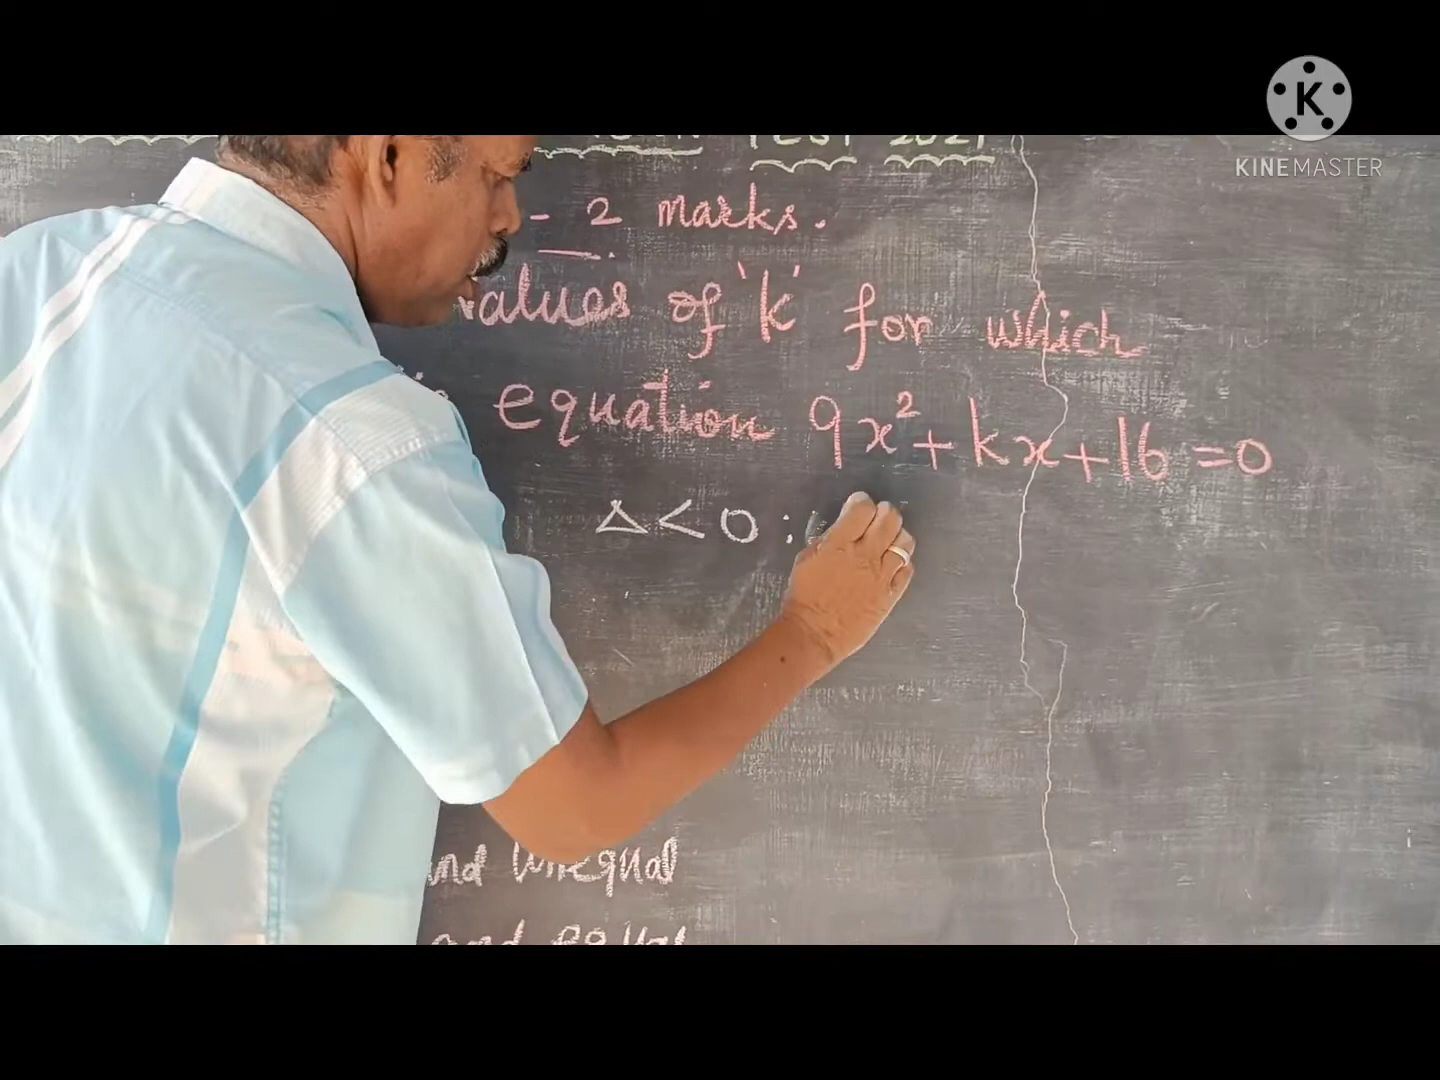 K
KINEMASTER
TEST 2021
- 2 marks.
values of 'k' for which
equation 9x² + kx + 16 = 0
Δ < 0 :
and unequal
and equal